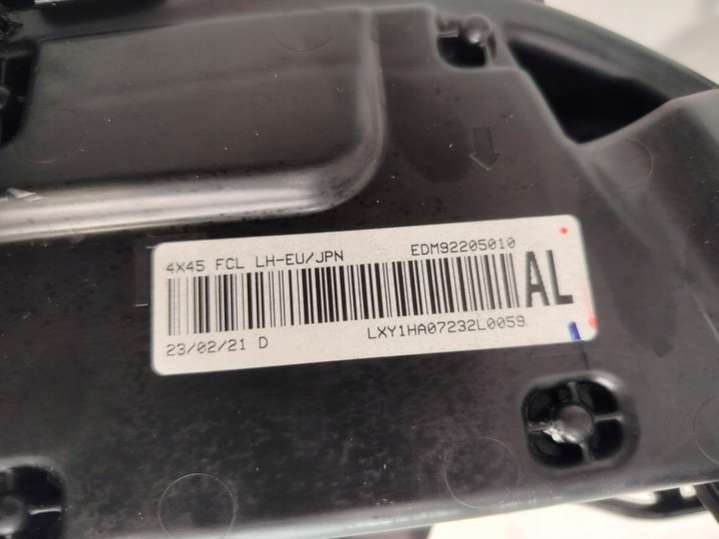 4X45 FCL LH-EU/JPN EDM92205010
AL
23/02/21 D LXY1HA07232L0059